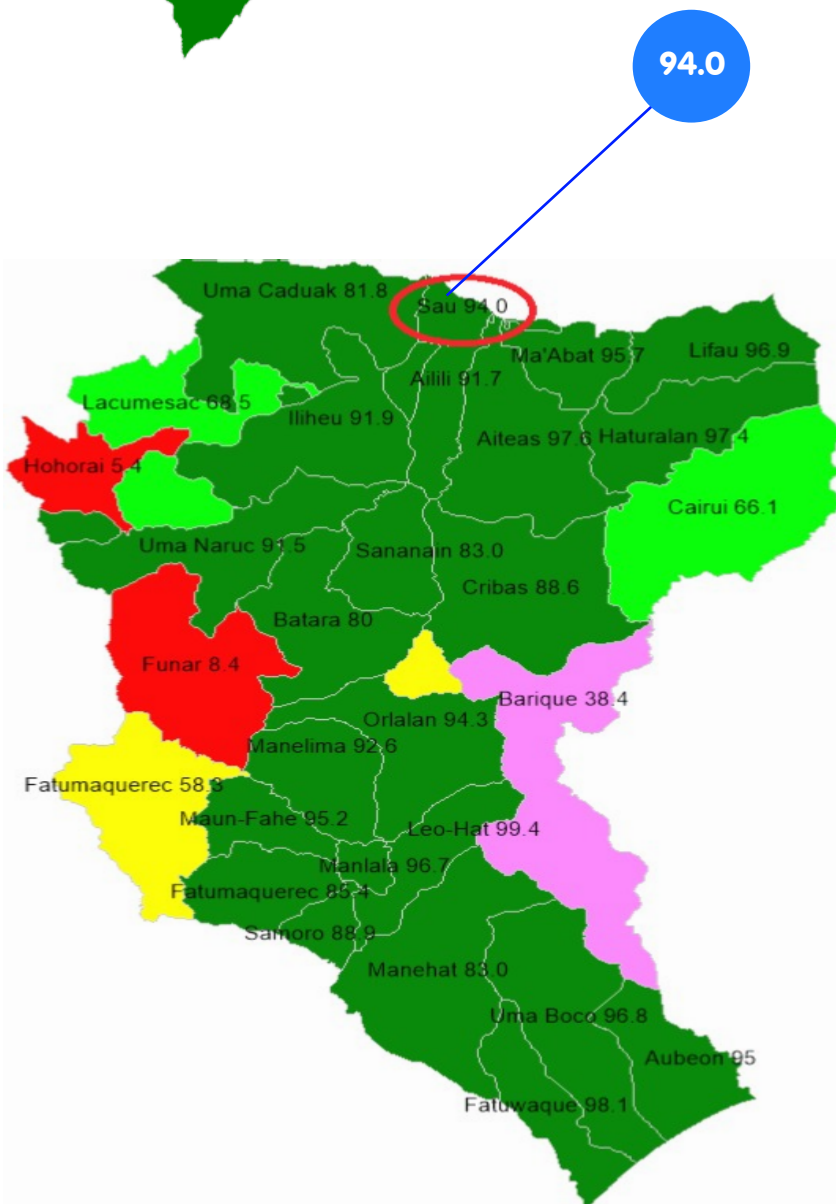 94.0
Uma Caduak 81.8
Sau 94.0
Ma'Abat 95.7
Lifau 96.9
Ailili 91.7
Lacumesac 68.5
Iliheu 91.9
Aiteas 97.6
Haturalan 97.4
Hohorai 5.4
Cairui 66.1
Uma Naruc 91.5
Sananain 83.0
Cribas 88.6
Batara 80
Funar 8.4
Barique 38.4
Orlalan 94.3
Manelima 92.6
Fatumaquerec 58.3
Maun-Fahe 95.2
Leo-Hat 99.4
Manlala 96.7
Fatumaquerec 85.4
Samoro 88.9
Manehat 83.0
Uma Boco 96.8
Aubeon 95
Fatuwaque 98.1